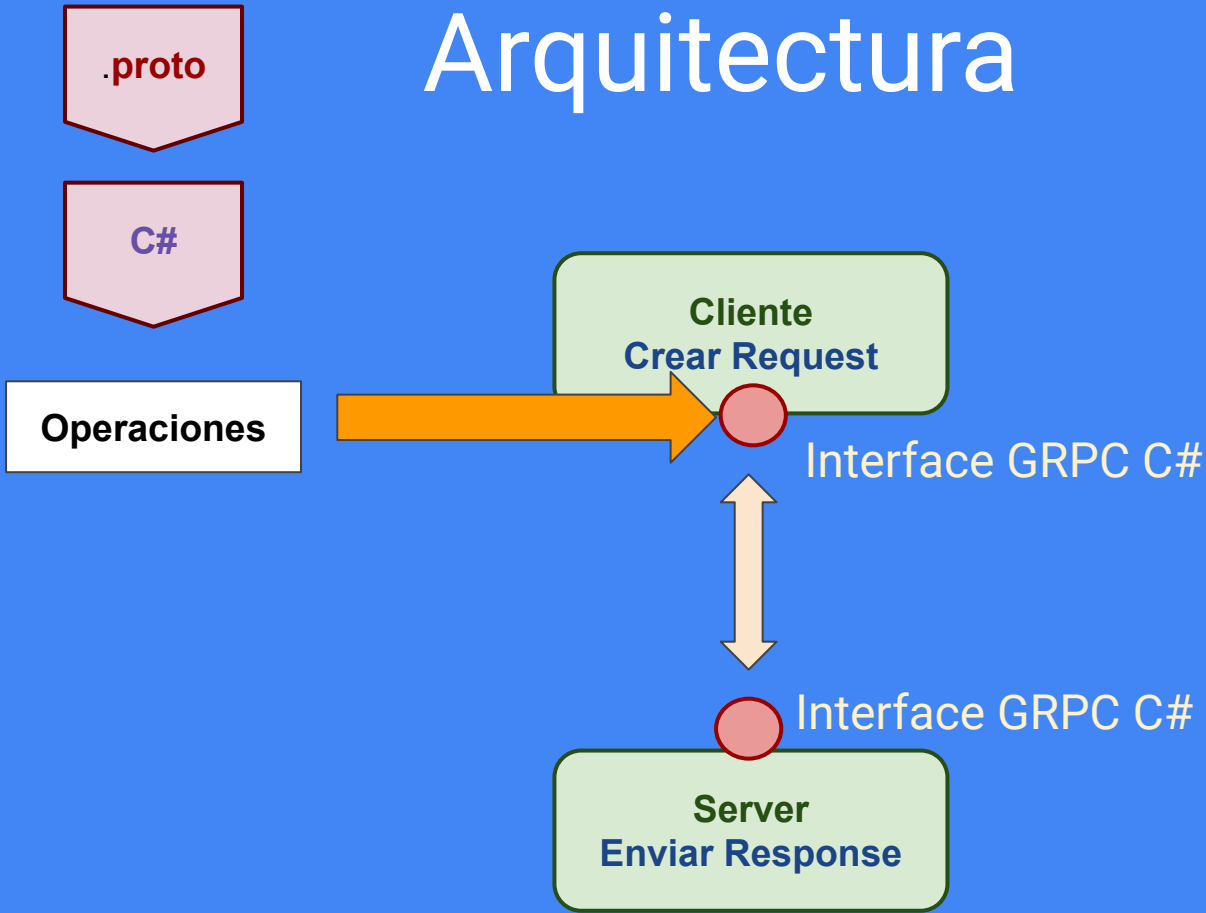 Arquitectura
.proto
C#
Cliente
Crear Request
Operaciones
Interface GRPC C#
Interface GRPC C#
Server
Enviar Response